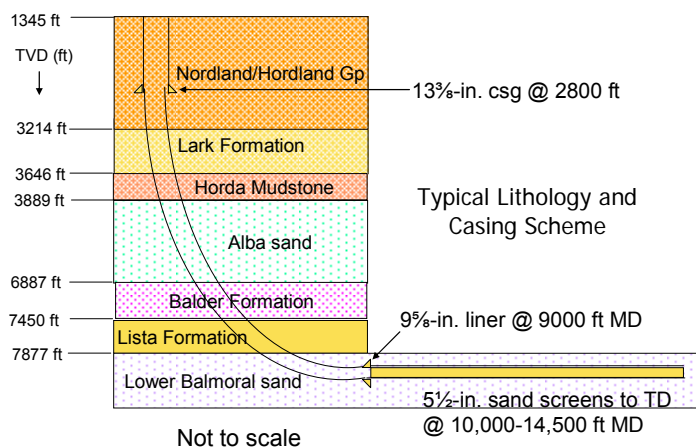 1345 ft
TVD (ft)
Nordland/Hordland Gp
13⅜-in. csg @ 2800 ft
3214 ft
Lark Formation
3646 ft
Horda Mudstone
3889 ft
Typical Lithology and
Casing Scheme
Alba sand
6887 ft
Balder Formation
7450 ft
9⅝-in. liner @ 9000 ft MD
Lista Formation
7877 ft
Lower Balmoral sand
5½-in. sand screens to TD
@ 10,000-14,500 ft MD
Not to scale